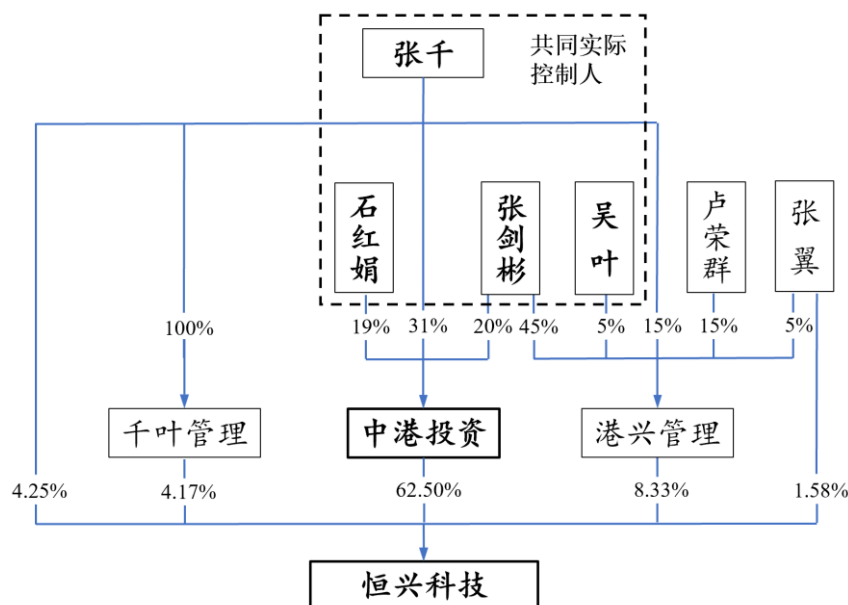 张千
共同实际
控制人
石红娟
张剑彬
吴叶
卢荣群
张翼
19%
31%
20%
45%
5%
15%
15%
5%
100%
千叶管理
中港投资
港兴管理
4.25%
4.17%
62.50%
8.33%
1.58%
恒兴科技